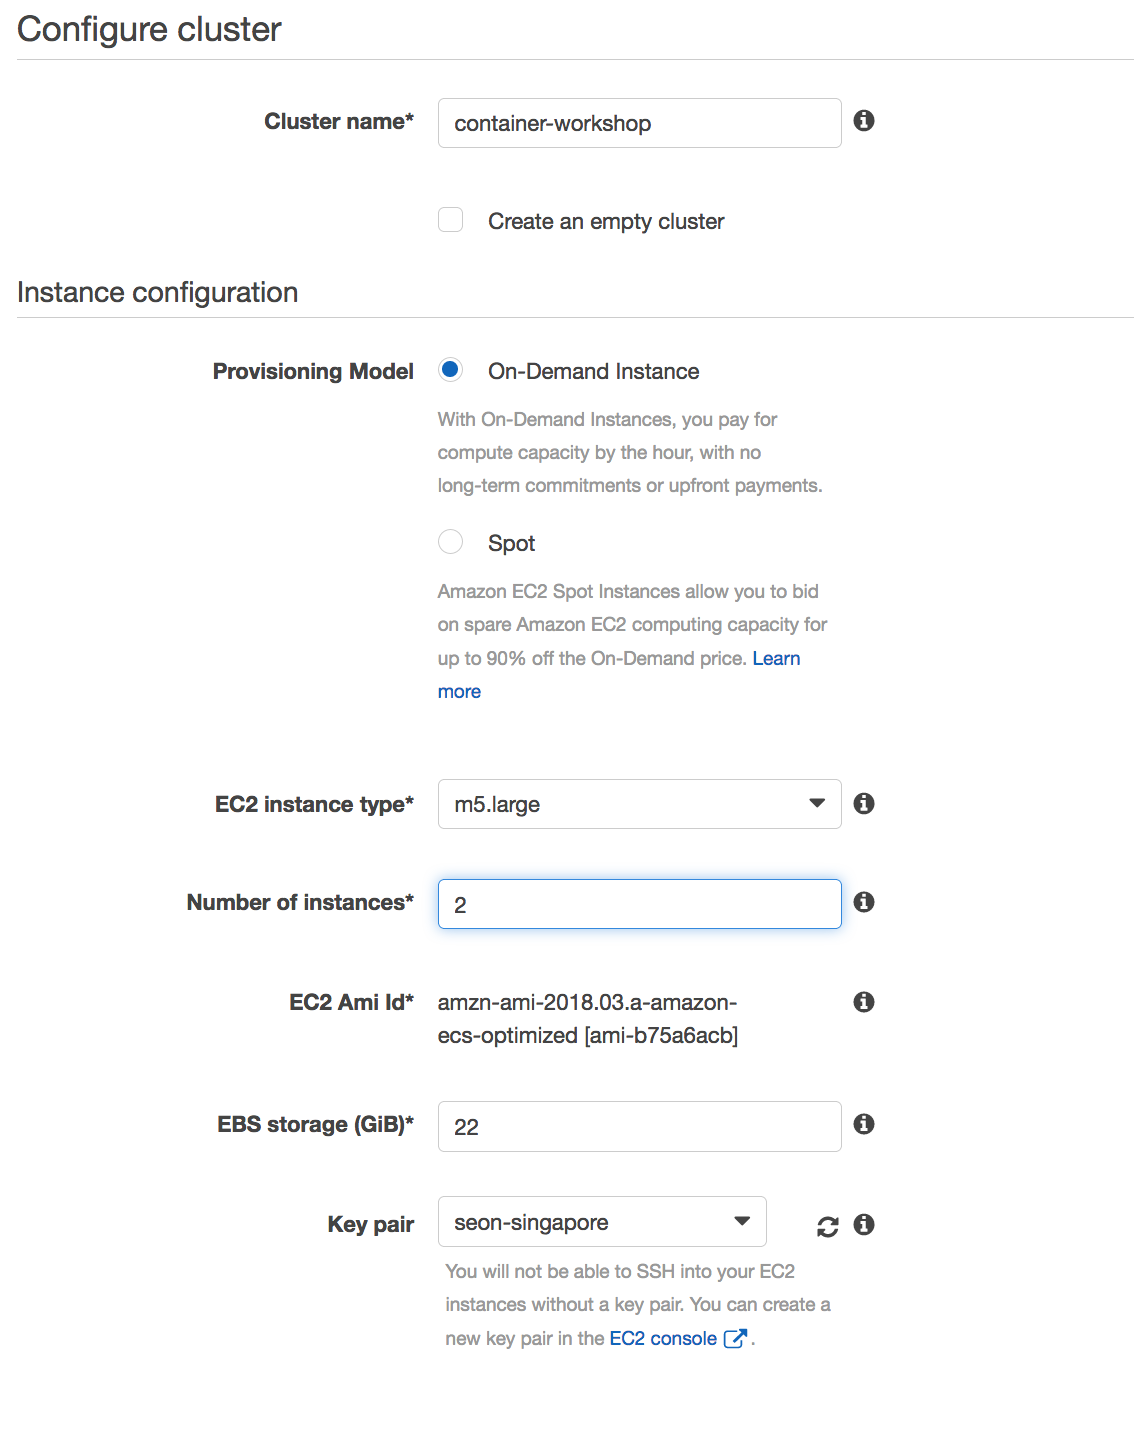 Configure cluster
Cluster name* container-workshop
Create an empty cluster
Instance configuration
Provisioning Model On-Demand Instance
With On-Demand Instances, you pay for
compute capacity by the hour, with no
long-term commitments or upfront payments.
Spot
Amazon EC2 Spot Instances allow you to bid
on spare Amazon EC2 computing capacity for
up to 90% off the On-Demand price. Learn
more
EC2 instance type* m5.large
Number of instances* 2
EC2 Ami Id* amzn-ami-2018.03.a-amazon-
ecs-optimized [ami-b75a6acb]
EBS storage (GiB)* 22
Key pair seon-singapore
You will not be able to SSH into your EC2
instances without a key pair. You can create a
new key pair in the EC2 console .